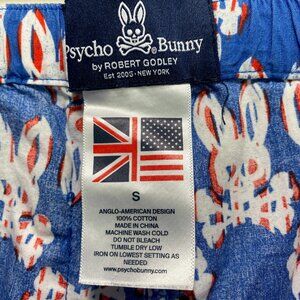 Psycho Bunny
by ROBERT GODLEY
Est 2005 · NEW YORK
S
ANGLO-AMERICAN DESIGN
100% COTTON
MADE IN CHINA
MACHINE WASH COLD
DO NOT BLEACH
TUMBLE DRY LOW
IRON ON LOWEST SETTING AS
NEEDED
www.psychobunny.com